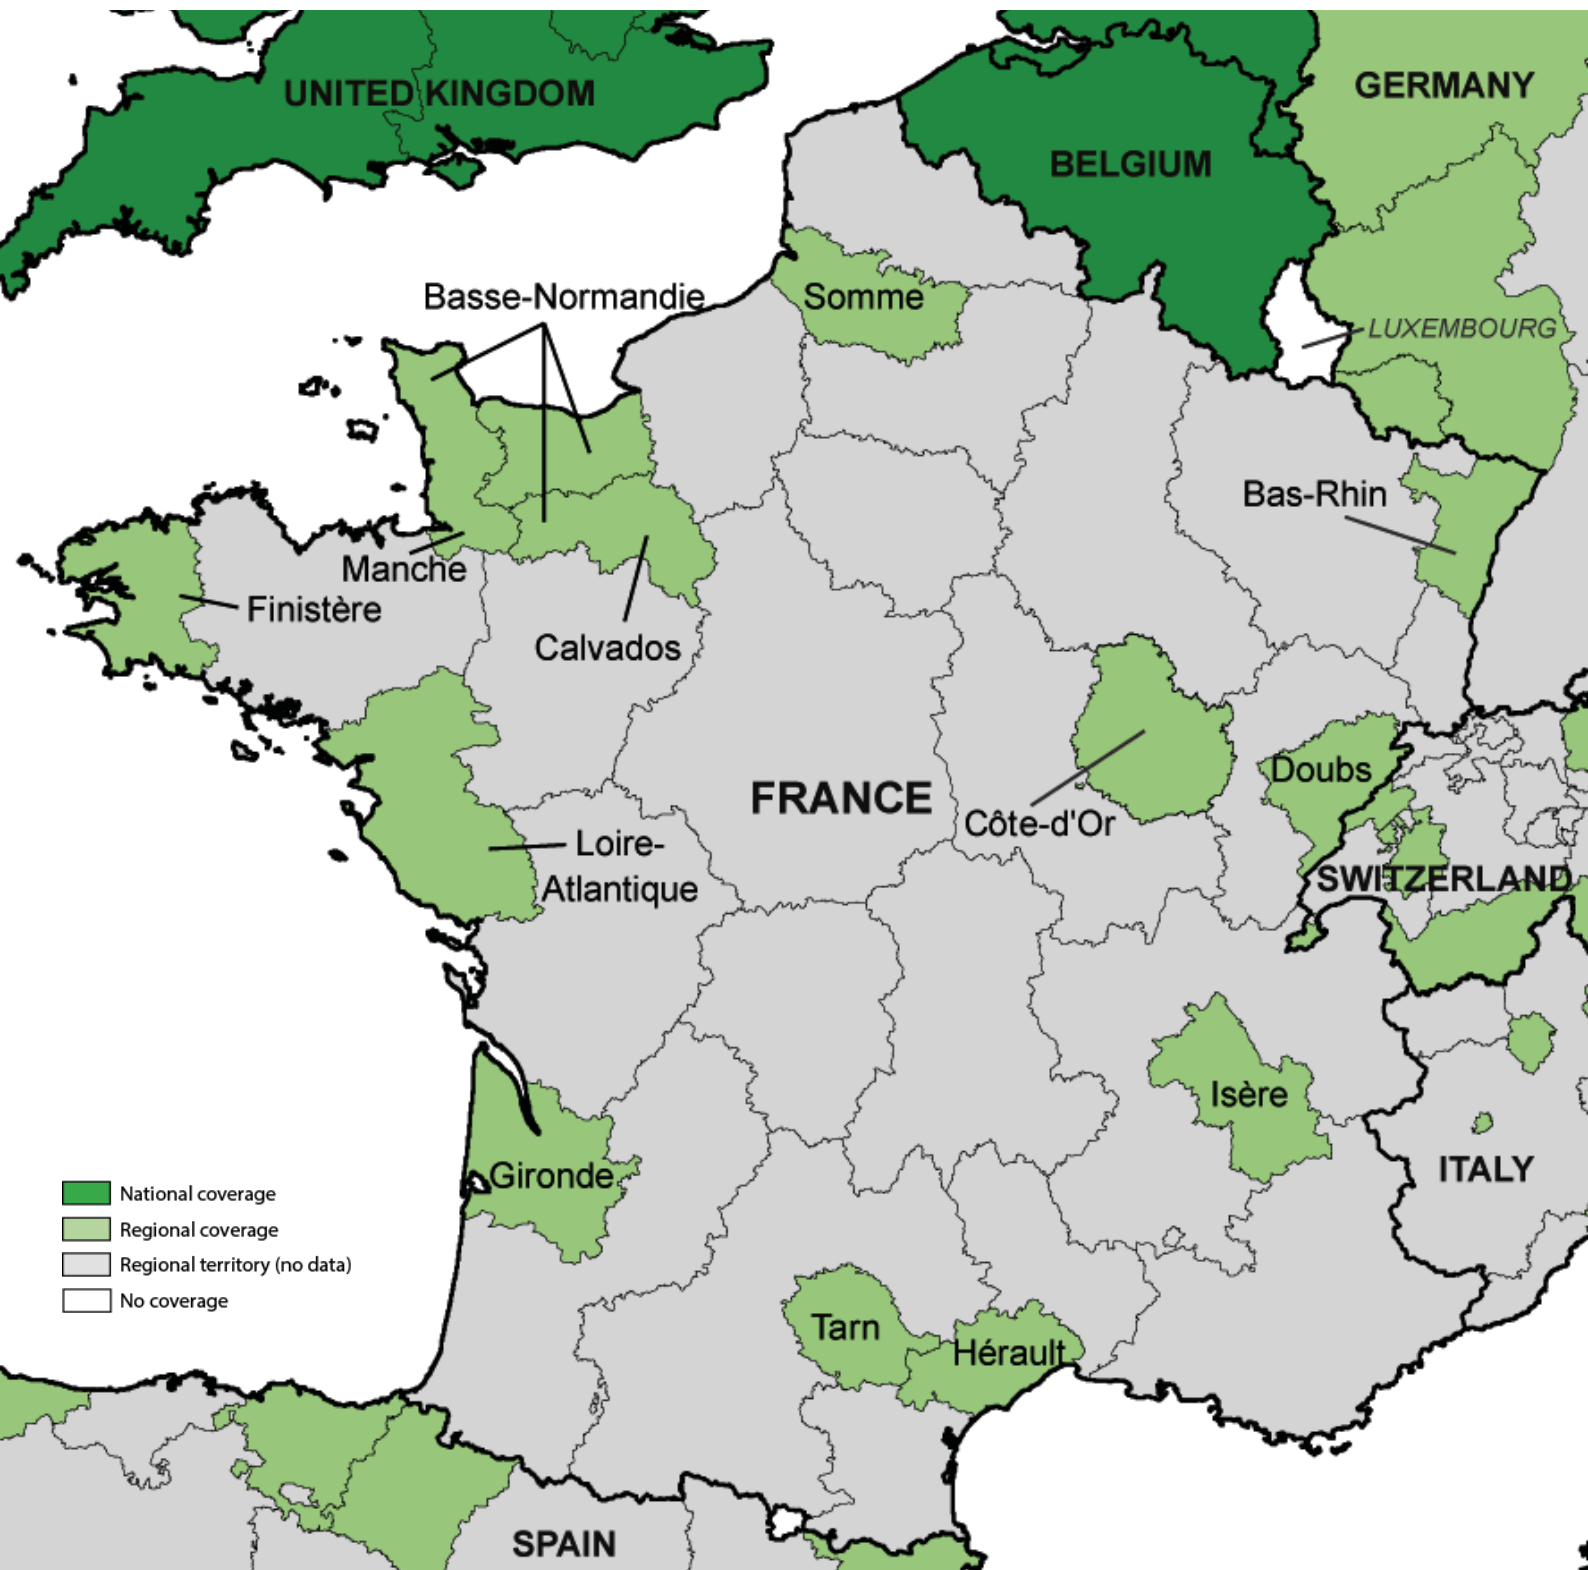 UNITED KINGDOM
GERMANY
BELGIUM
Basse-Normandie
Somme
LUXEMBOURG
Bas-Rhin
Manche
Finistère
Calvados
Doubs
FRANCE
Côte-d'Or
Loire-
Atlantique
SWITZERLAND
Isère
ITALY
Gironde
National coverage
Regional coverage
Regional territory (no data)
No coverage
Tarn
Hérault
SPAIN